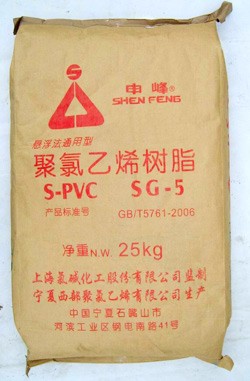 申峰®
SHEN FENG
悬浮法通用型
聚氯乙烯树脂
S-PVC SG-5
产品标准号 GB/T5761-2006
净重N.W. 25kg
上海氯碱化工股份有限公司监制
宁夏西部聚氯乙烯有限公司生产
中国宁夏石嘴山市
河滨工业区钢电南路41号